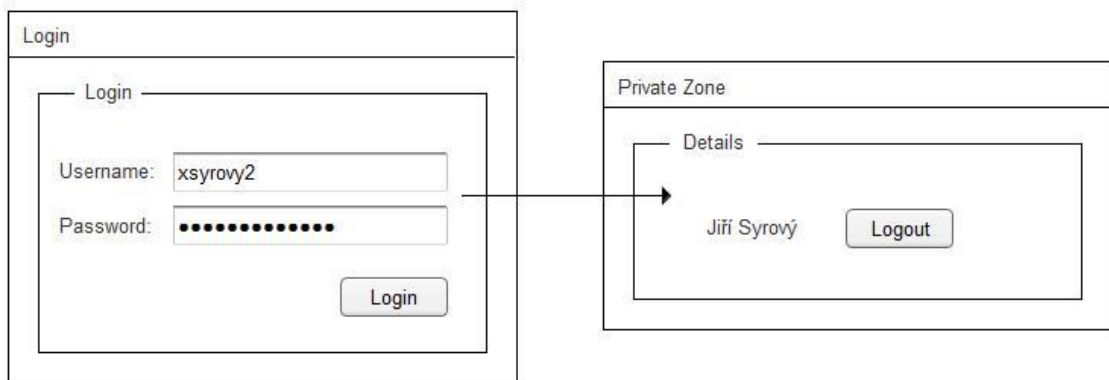 Login
Login
Username: xsyrovy2
Password: •••••••••••••
Login
Private Zone
Details
Jiří Syrový Logout